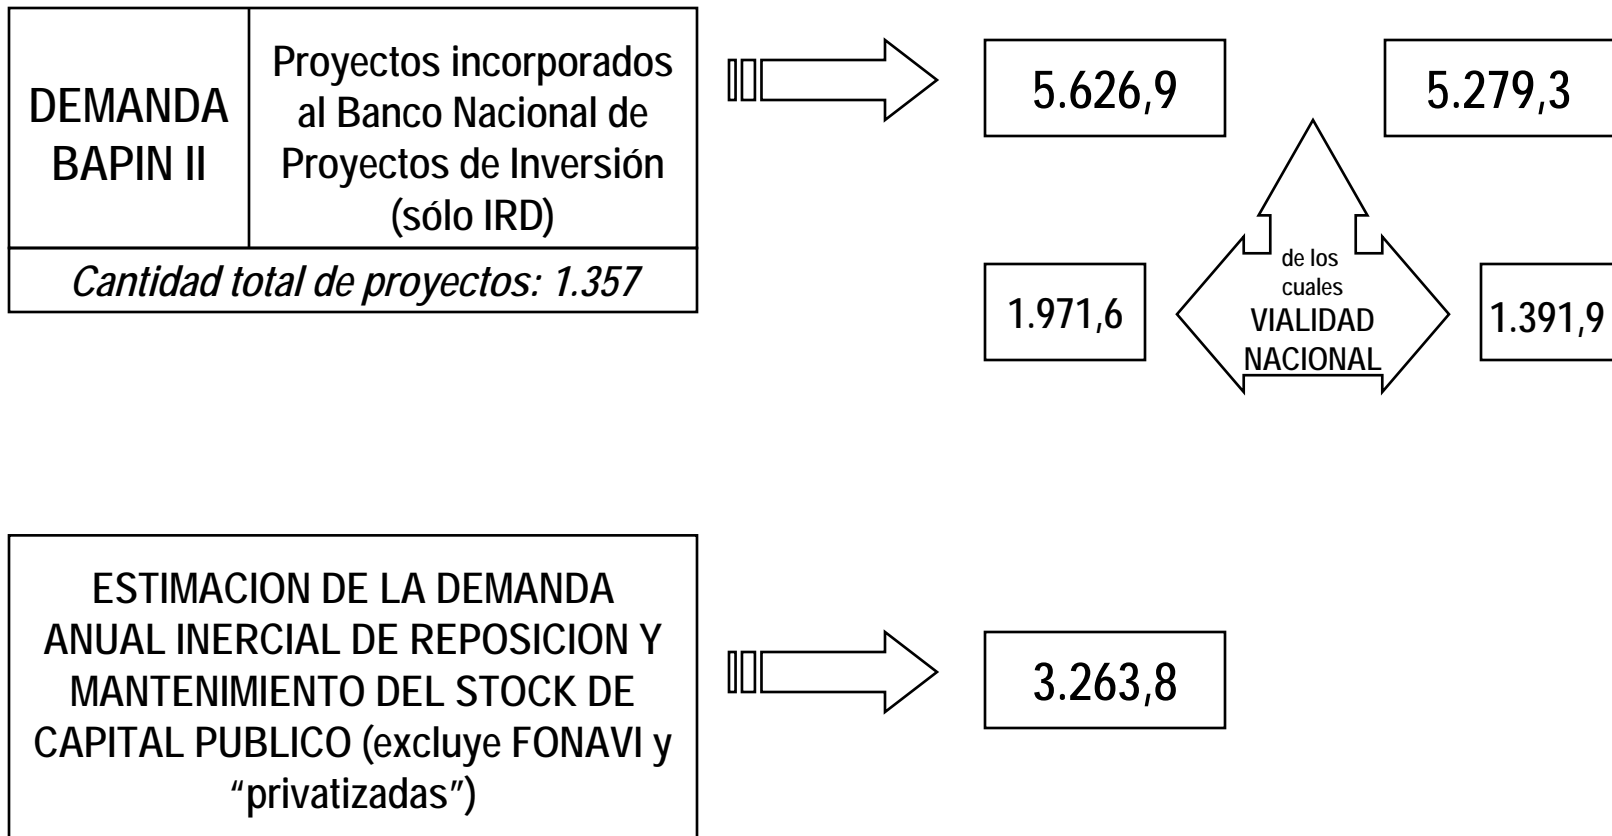 DEMANDA
BAPIN II
Proyectos incorporados
al Banco Nacional de
Proyectos de Inversión
(sólo IRD)
Cantidad total de proyectos: 1.357
5.626,9
5.279,3
1.971,6
de los
cuales
VIALIDAD
NACIONAL
1.391,9
ESTIMACION DE LA DEMANDA
ANUAL INERCIAL DE REPOSICION Y
MANTENIMIENTO DEL STOCK DE
CAPITAL PUBLICO (excluye FONAVI y
“privatizadas”)
3.263,8